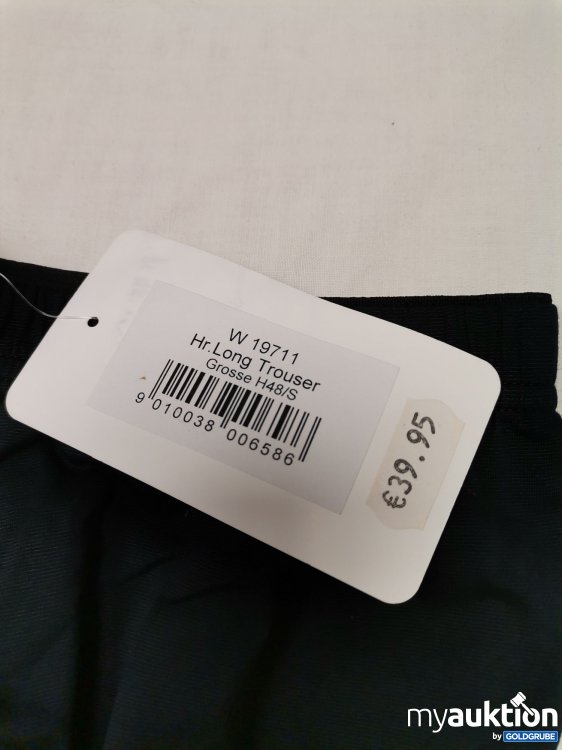 W 19711
Hr.Long Trouser
Grosse H48/S
9 010038 006586
€39.95
myauktion
by GOLDGRUBE